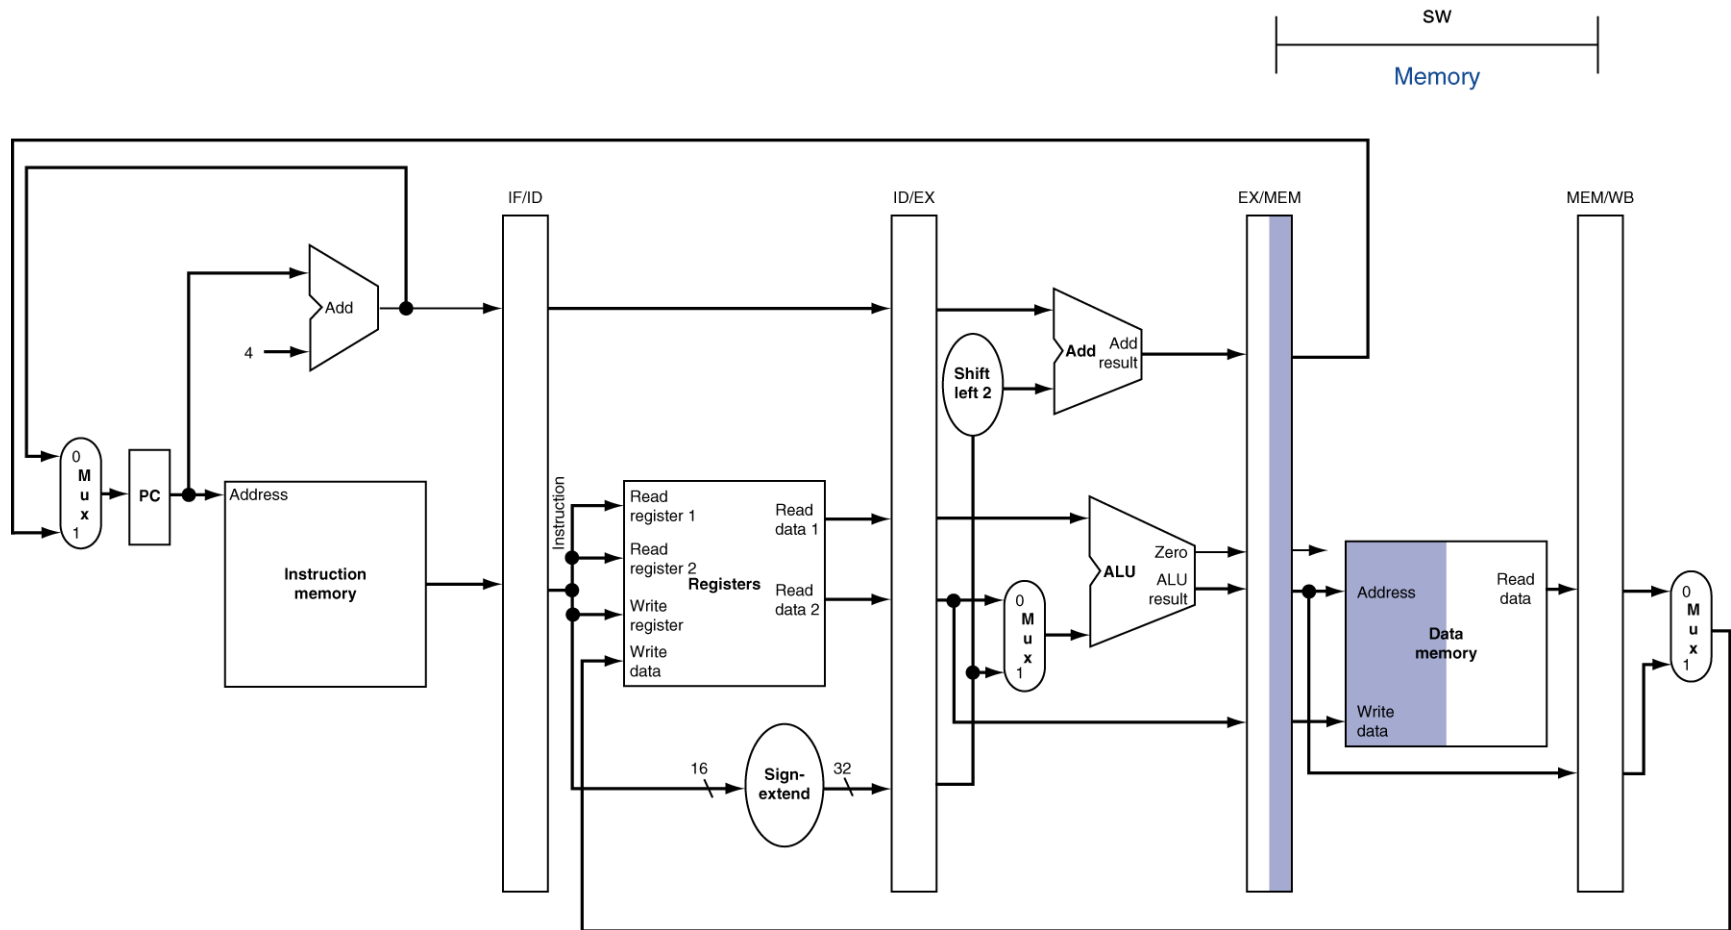 SW
Memory
IF/ID
ID/EX
EX/MEM
MEM/WB
Add
4
Add
Add
result
Shift
left 2
0
M
u
x
1
PC
Address
Instruction
memory
Instruction
Read
register 1
Read
register 2
Write
register
Write
data
Registers
Read
data 1
Read
data 2
16
Sign-
extend
32
0
M
u
x
1
ALU
Zero
ALU
result
Address
Read
data
Data
memory
Write
data
0
M
u
x
1